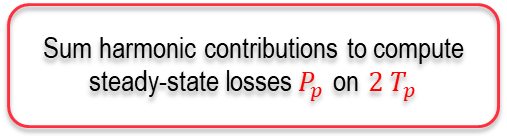 Sum harmonic contributions to compute
steady-state losses Pₚ on 2 Tₚ